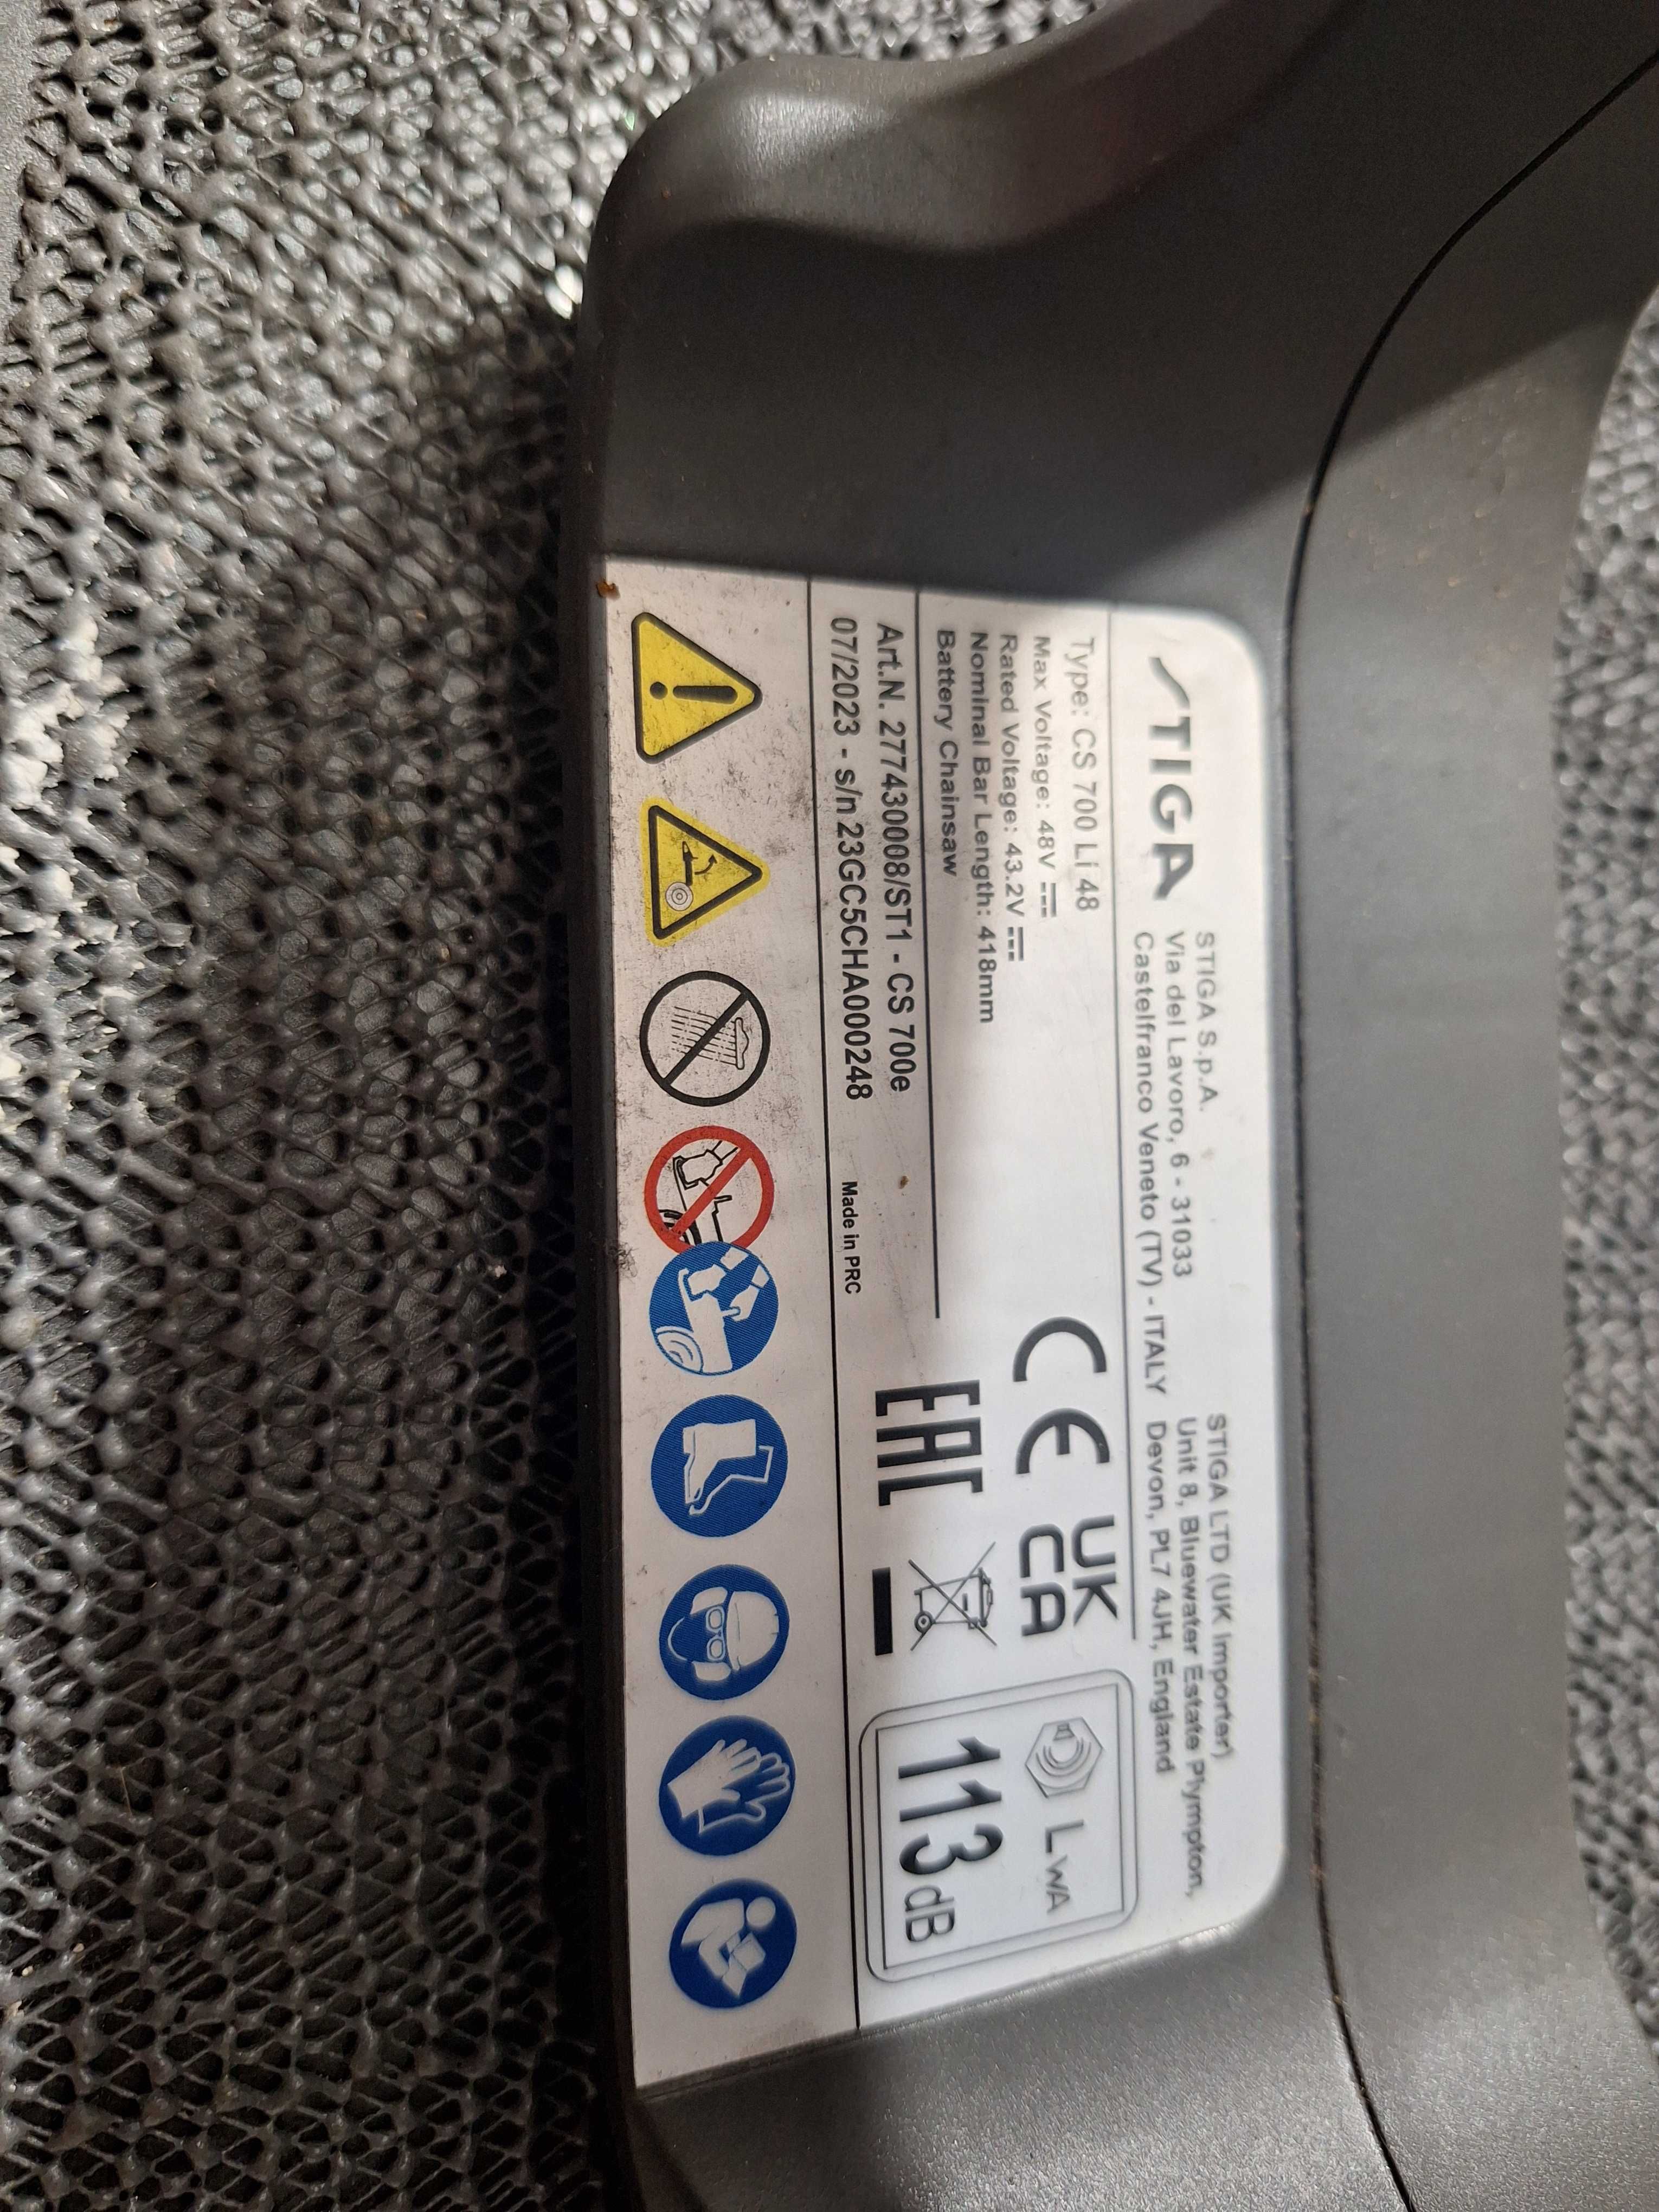 STIGA
STIGA S.p.A.
Via del Lavoro, 6 - 31033
Castelfranco Veneto (TV) - ITALY
STIGA LTD (UK Importer)
Unit 8, Bluewater Estate Plympton,
Devon, PL7 4JH, England
Type: CS 700 Li 48
Max Voltage: 48V
Rated Voltage: 43.2V
Nominal Bar Length: 418mm
Battery Chainsaw
CE
UK
CA
EAC
LWA
113dB
Art.N. 277430008/ST1 - CS 700e
07/2023 - s/n 23GC5CHA000248
Made in PRC